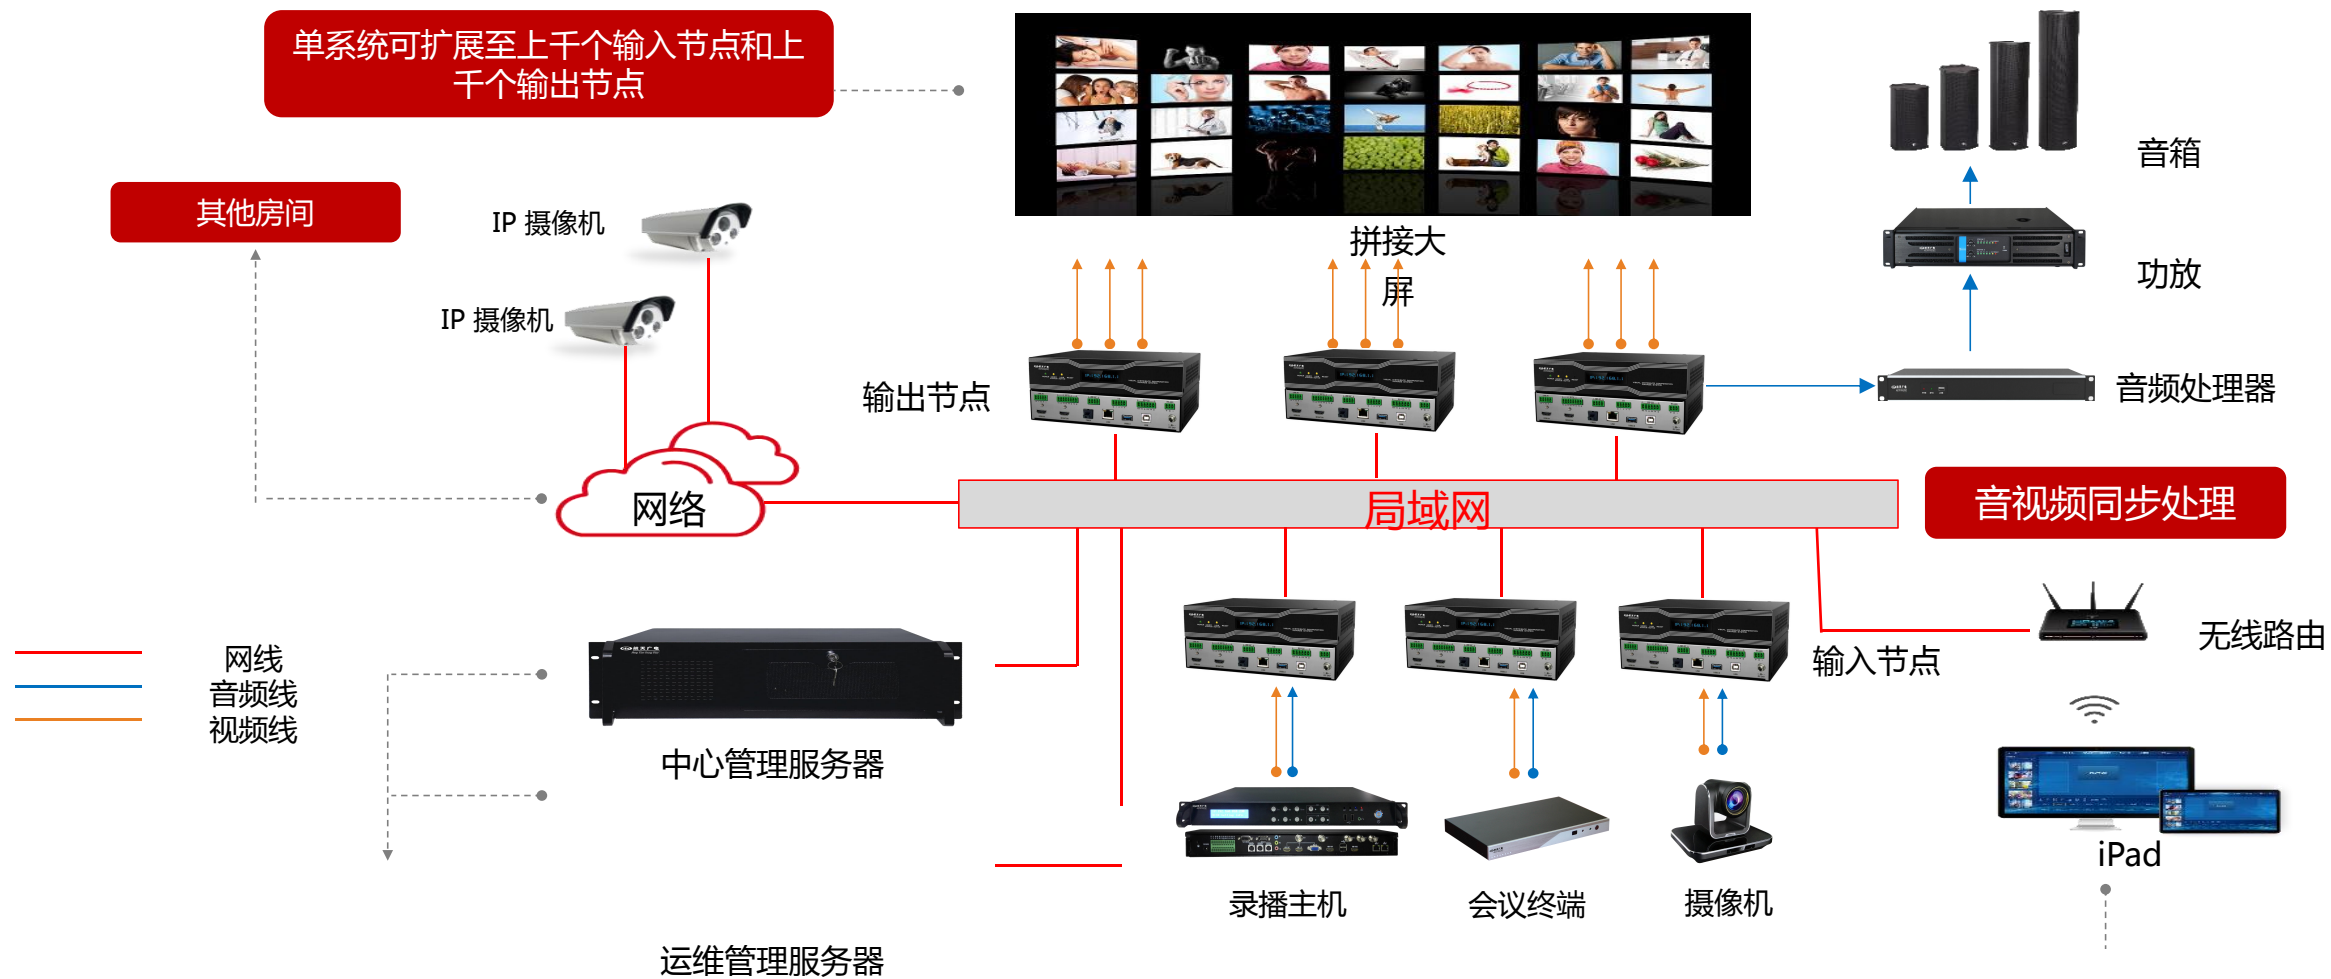 单系统可扩展至上千个输入节点和上
千个输出节点
其他房间
IP 摄像机
IP 摄像机
拼接大
屏
音箱
功放
音频处理器
输出节点
网络
局域网
音视频同步处理
网线
音频线
视频线
中心管理服务器
输入节点
无线路由
iPad
录播主机
会议终端
摄像机
运维管理服务器